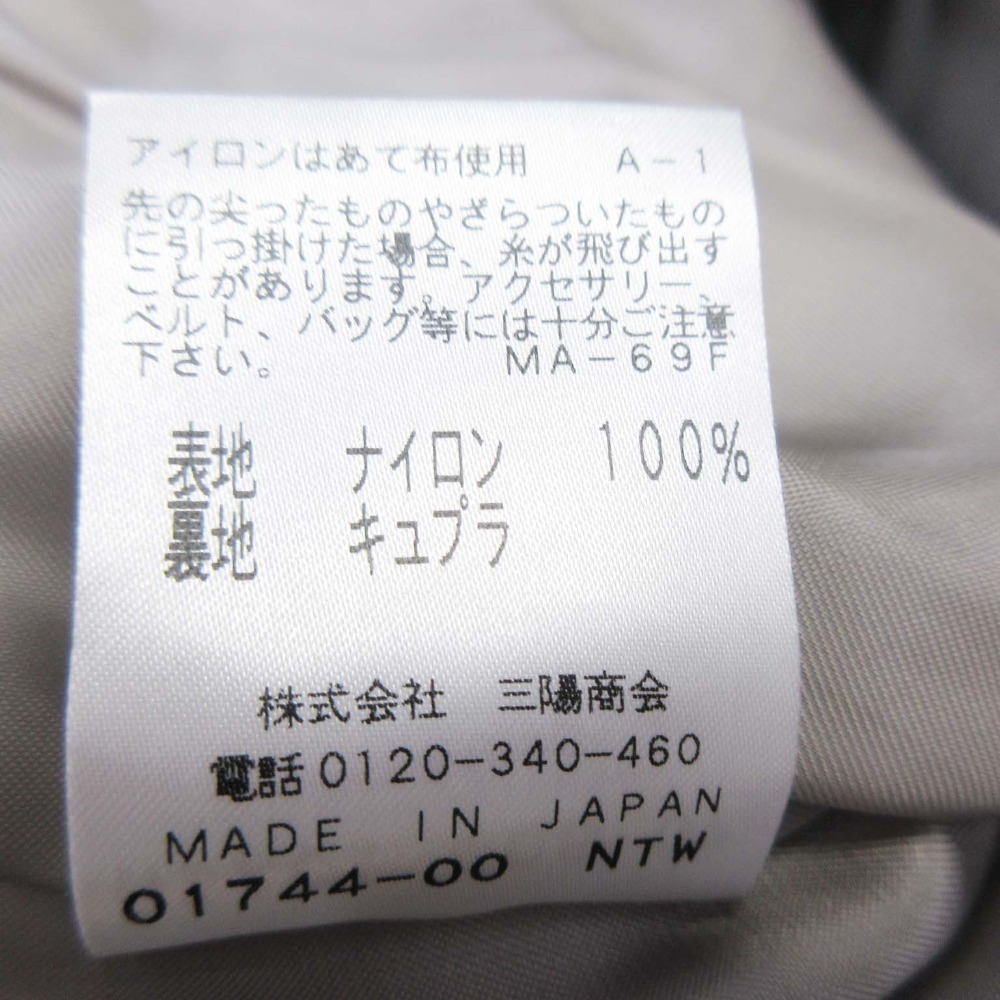 アイロンはあて布使用　A－1
先の尖ったものやざらついたもの
に引っ掛けた場合、糸が飛び出す
ことがあります。アクセサリー、
ベルト、バッグ等には十分ご注意
下さい。　MA－69F
表地　ナイロン　100%
裏地　キュプラ
株式会社　三陽商会
電話0120－340－460
MADE IN JAPAN
01744-00 NTW